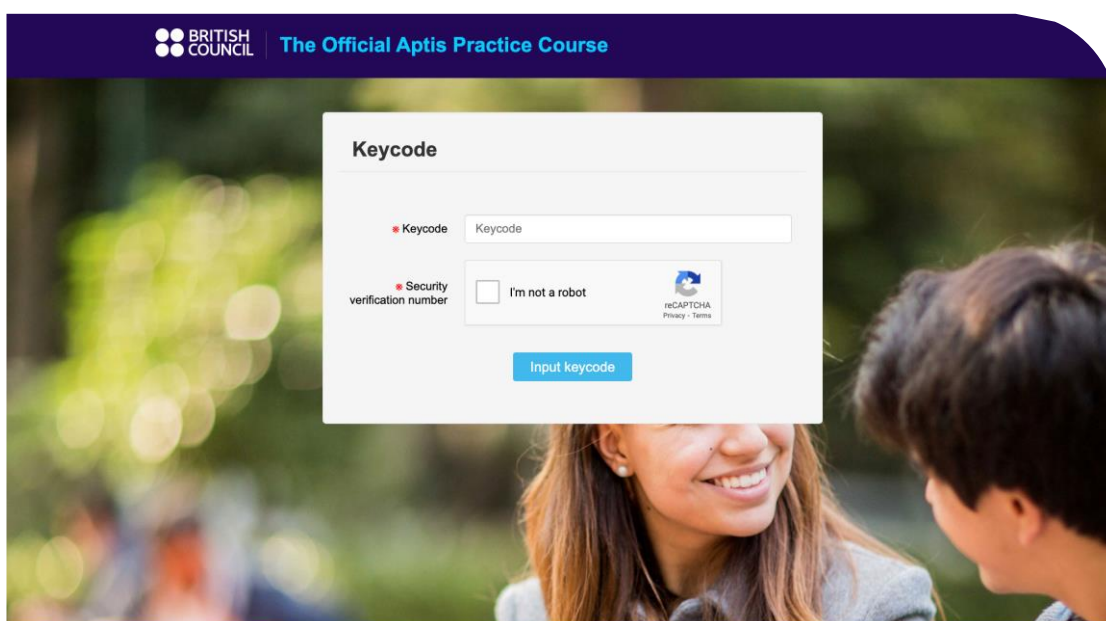 BRITISH
COUNCIL
The Official Aptis Practice Course
Keycode
* Keycode
Keycode
* Security
verification number
I'm not a robot
reCAPTCHA
Privacy - Terms
Input keycode